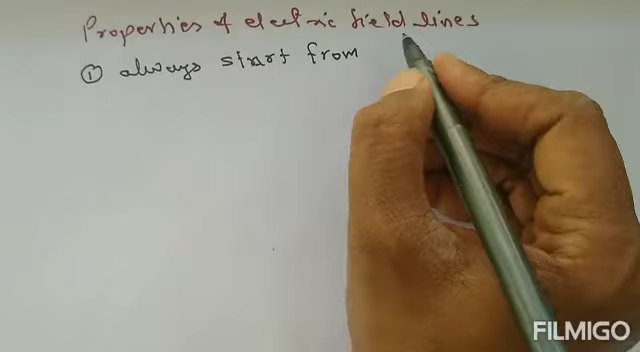 Properties of electric field lines
① always start from
FILMIGO